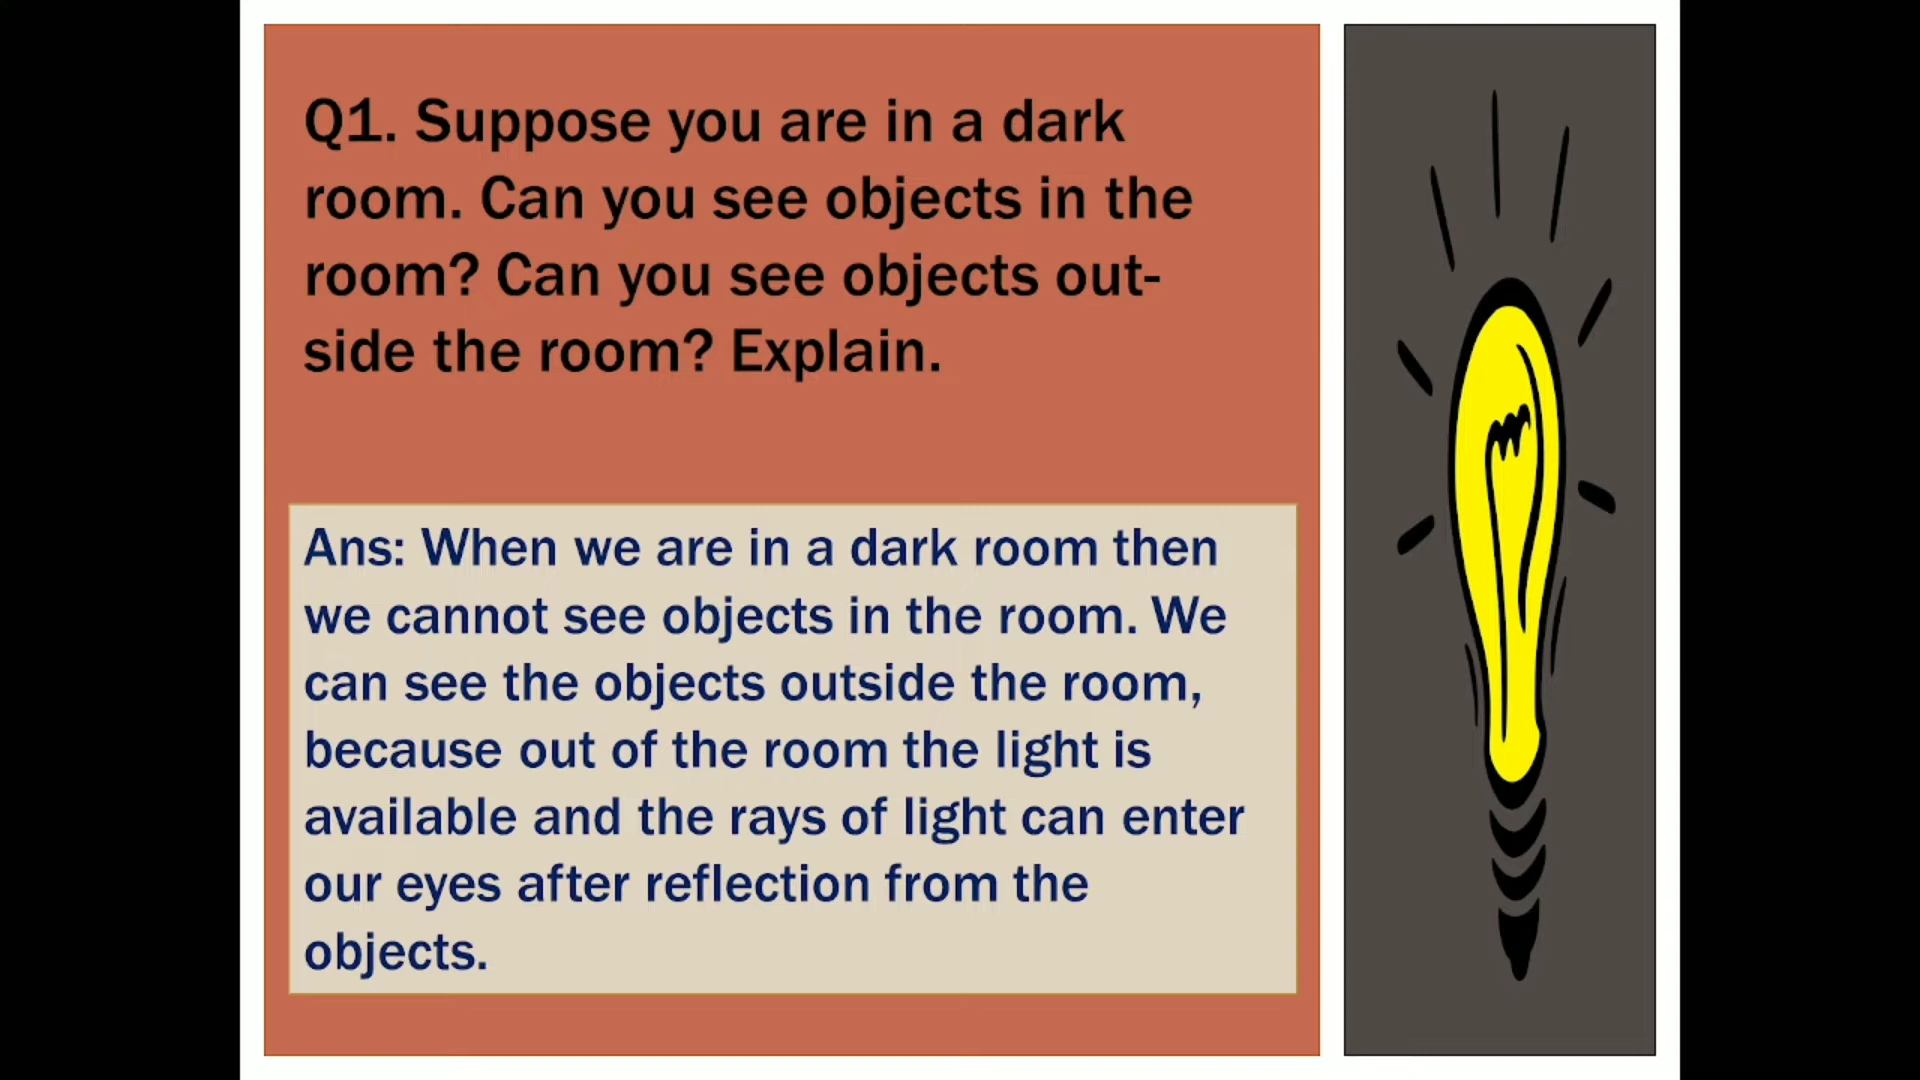 Q1. Suppose you are in a dark
room. Can you see objects in the
room? Can you see objects out-
side the room? Explain.
Ans: When we are in a dark room then
we cannot see objects in the room. We
can see the objects outside the room,
because out of the room the light is
available and the rays of light can enter
our eyes after reflection from the
objects.